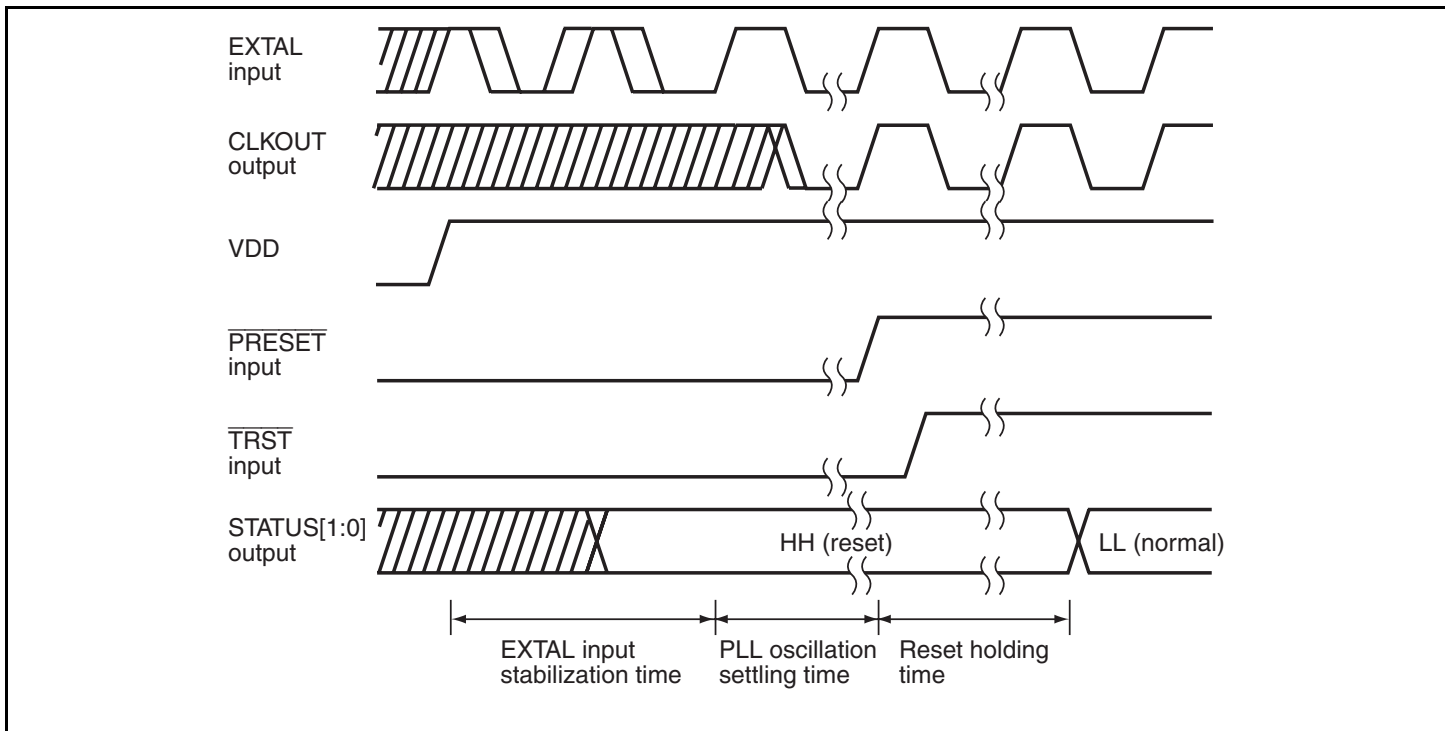 EXTAL
input
CLKOUT
output
VDD
PRESET
input
TRST
input
STATUS[1:0]
output
HH (reset)
LL (normal)
EXTAL input
stabilization time
PLL oscillation
settling time
Reset holding
time